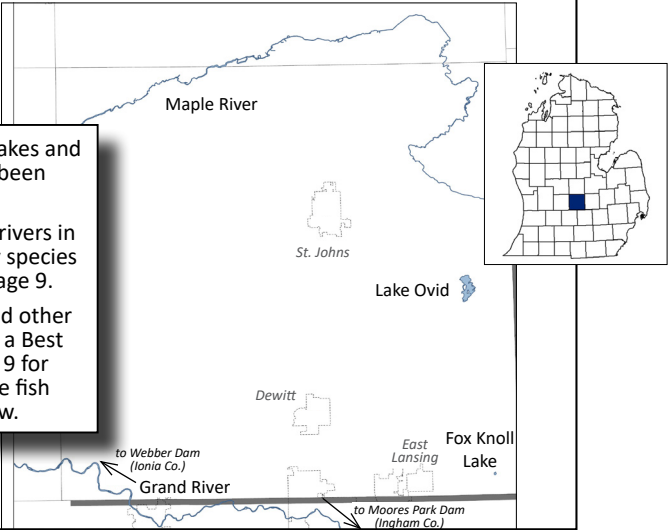 Maple River
akes and
been
rivers in
species
age 9.
d other
a Best
9 for
e fish
w.
St. Johns
Lake Ovid
Dewitt
East
Lansing
Fox Knoll
Lake
to Webber Dam
(Ionia Co.)
Grand River
to Moores Park Dam
(Ingham Co.)